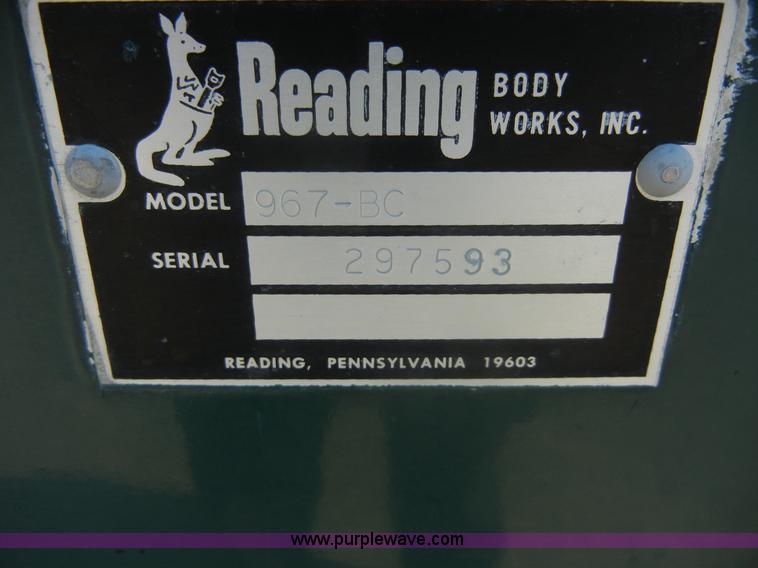 Reading BODY WORKS, INC.
MODEL 967-BC
SERIAL 297593
READING, PENNSYLVANIA 19603
www.purplewave.com